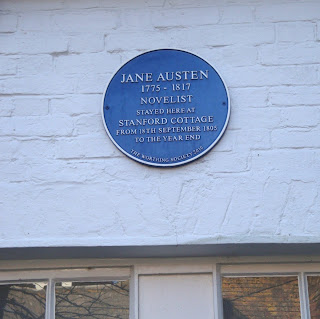 JANE AUSTEN
1775 - 1817
NOVELIST
STAYED HERE AT
STANFORD COTTAGE
FROM 18TH SEPTEMBER 1805
TO THE YEAR END
THE WORTHING SOCIETY 2010